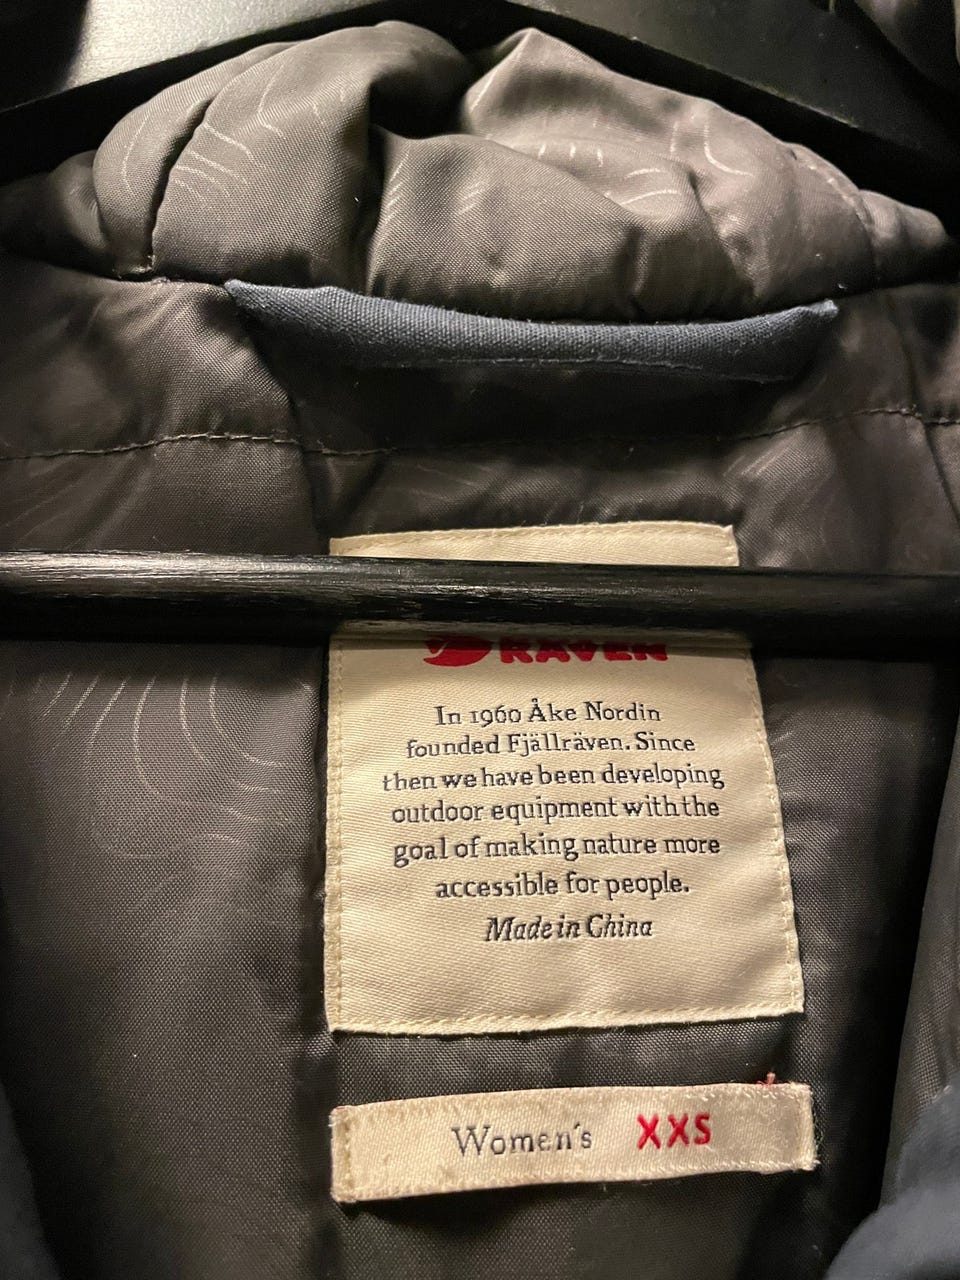 RÄVEN
In 1960 Åke Nordin
founded Fjällräven. Since
then we have been developing
outdoor equipment with the
goal of making nature more
accessible for people.
Made in China
Women's XXS